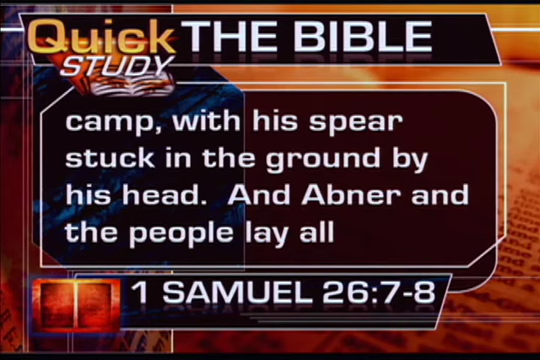 Quick THE BIBLE
STUDY
camp, with his spear
stuck in the ground by
his head. And Abner and
the people lay all
1 SAMUEL 26:7-8